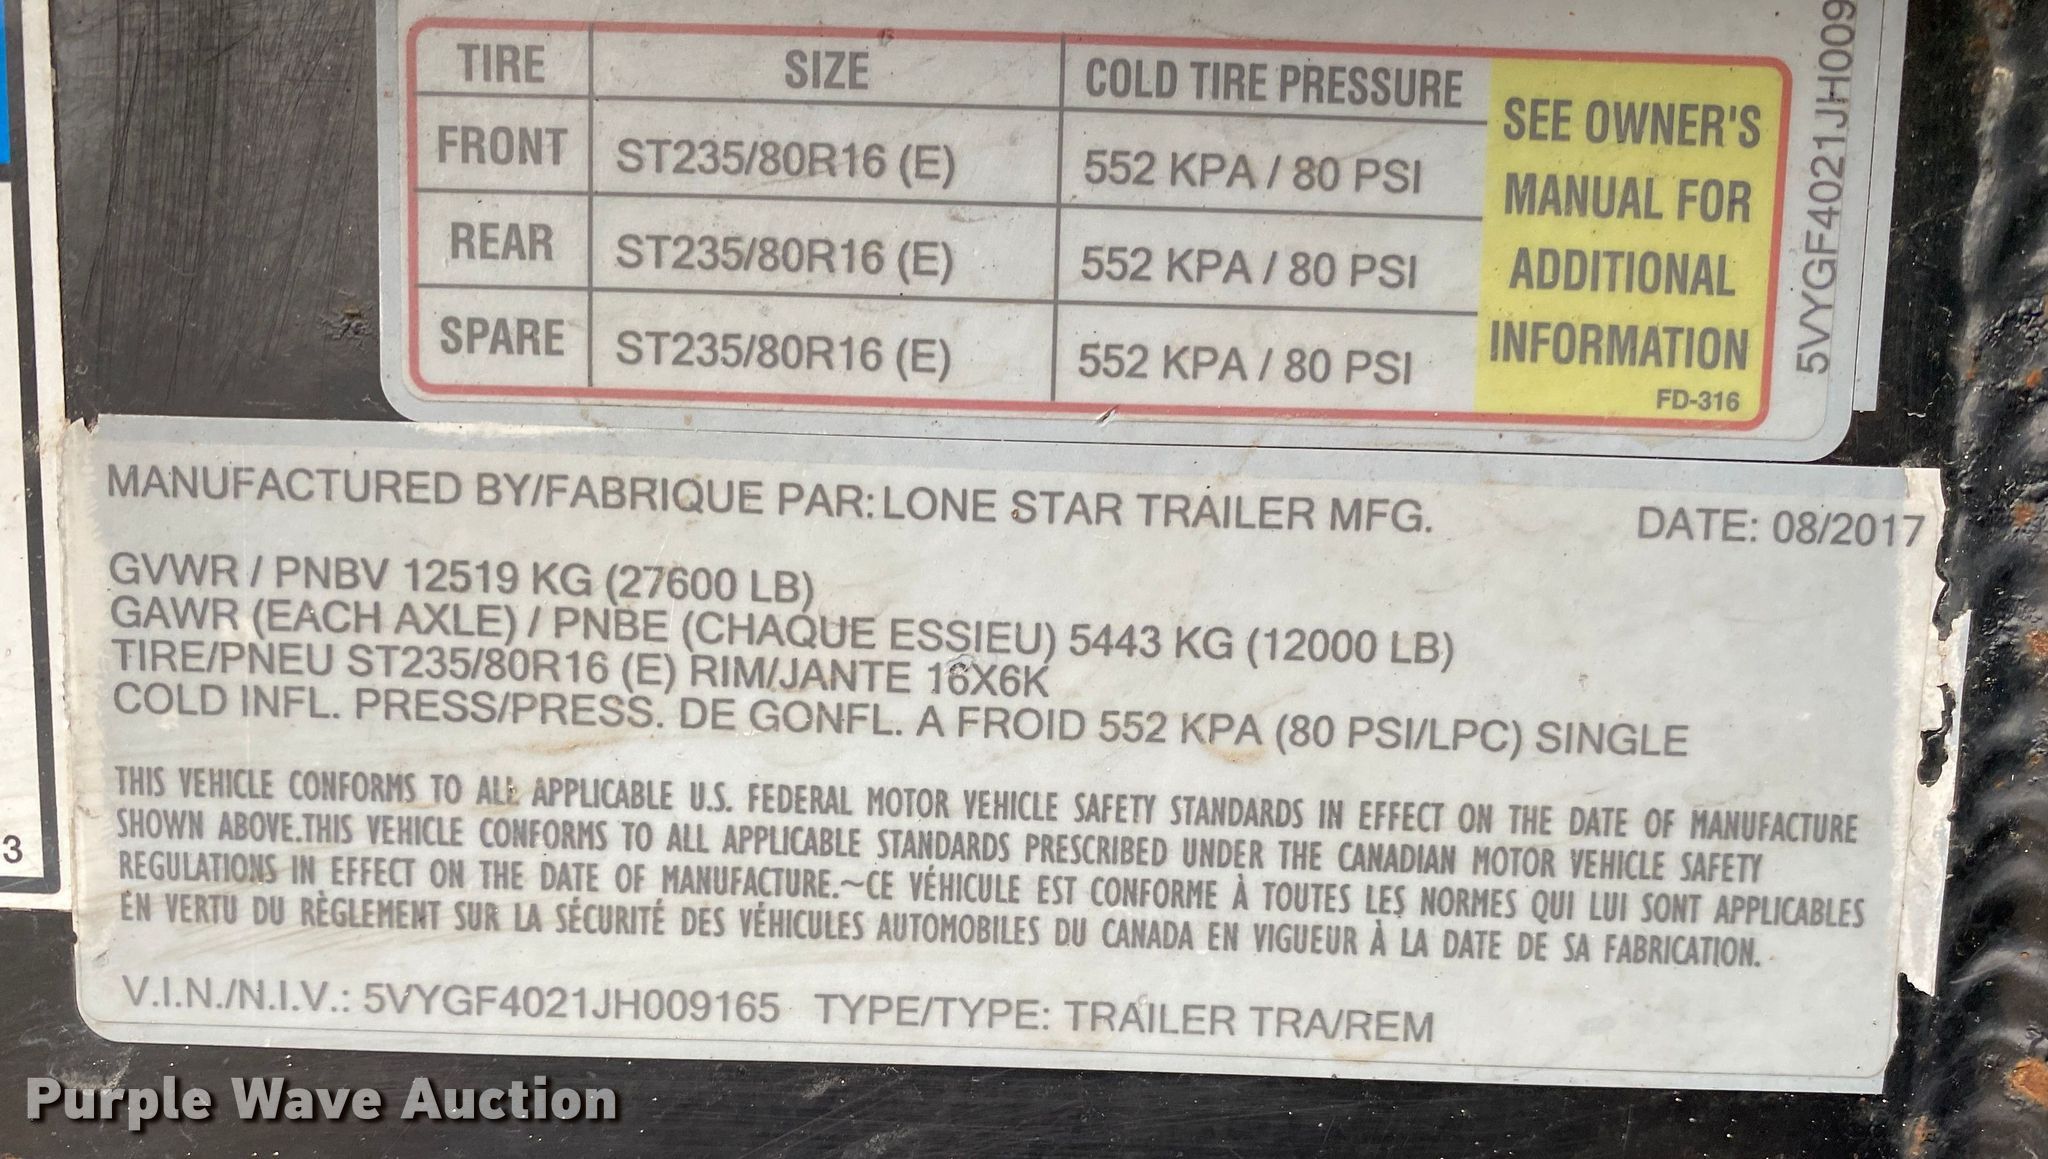 TIRE SIZE COLD TIRE PRESSURE
FRONT ST235/80R16 (E) 552 KPA / 80 PSI
REAR ST235/80R16 (E) 552 KPA / 80 PSI
SPARE ST235/80R16 (E) 552 KPA / 80 PSI
SEE OWNER'S
MANUAL FOR
ADDITIONAL
INFORMATION
FD-316
5VYGF4021JH009
MANUFACTURED BY/FABRIQUE PAR: LONE STAR TRAILER MFG. DATE: 08/2017
GVWR / PNBV 12519 KG (27600 LB)
GAWR (EACH AXLE) / PNBE (CHAQUE ESSIEU) 5443 KG (12000 LB)
TIRE/PNEU ST235/80R16 (E) RIM/JANTE 16X6K
COLD INFL. PRESS/PRESS. DE GONFL. A FROID 552 KPA (80 PSI/LPC) SINGLE
THIS VEHICLE CONFORMS TO ALL APPLICABLE U.S. FEDERAL MOTOR VEHICLE SAFETY STANDARDS IN EFFECT ON THE DATE OF MANUFACTURE
SHOWN ABOVE.THIS VEHICLE CONFORMS TO ALL APPLICABLE STANDARDS PRESCRIBED UNDER THE CANADIAN MOTOR VEHICLE SAFETY
REGULATIONS IN EFFECT ON THE DATE OF MANUFACTURE.~CE VÉHICULE EST CONFORME À TOUTES LES NORMES QUI LUI SONT APPLICABLES
EN VERTU DU RÈGLEMENT SUR LA SÉCURITÉ DES VÉHICULES AUTOMOBILES DU CANADA EN VIGUEUR À LA DATE DE SA FABRICATION.
V.I.N./N.I.V.: 5VYGF4021JH009165 TYPE/TYPE: TRAILER TRA/REM
3
Purple Wave Auction